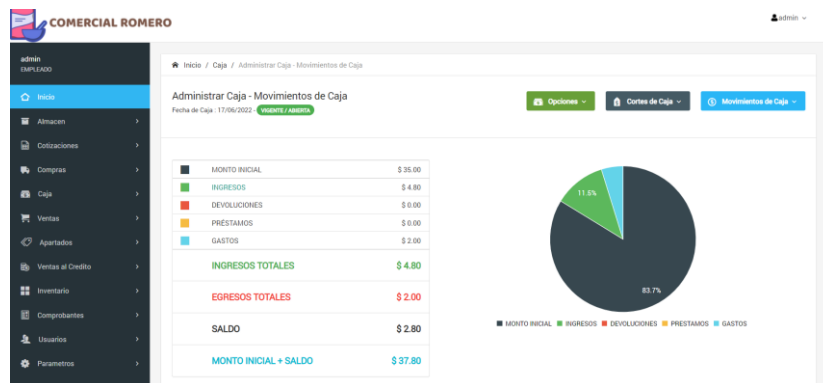 COMERCIAL ROMERO
admin
admin
EMPLEADO
Inicio
Almacen
Cotizaciones
Compras
Caja
Ventas
Apartados
Ventas al Credito
Inventario
Comprobantes
Usuarios
Parametros
Inicio / Caja / Administrar Caja - Movimientos de Caja
Administrar Caja - Movimientos de Caja
Fecha de Caja : 17/06/2022 - VIGENTE / ABIERTA
Opciones
Cortes de Caja
Movimientos de Caja
MONTO INICIAL $ 35.00
INGRESOS $ 4.80
DEVOLUCIONES $ 0.00
PRÉSTAMOS $ 0.00
GASTOS $ 2.00
INGRESOS TOTALES $ 4.80
EGRESOS TOTALES $ 2.00
SALDO $ 2.80
MONTO INICIAL + SALDO $ 37.80
11.5%
83.7%
MONTO INICIAL INGRESOS DEVOLUCIONES PRESTAMOS GASTOS